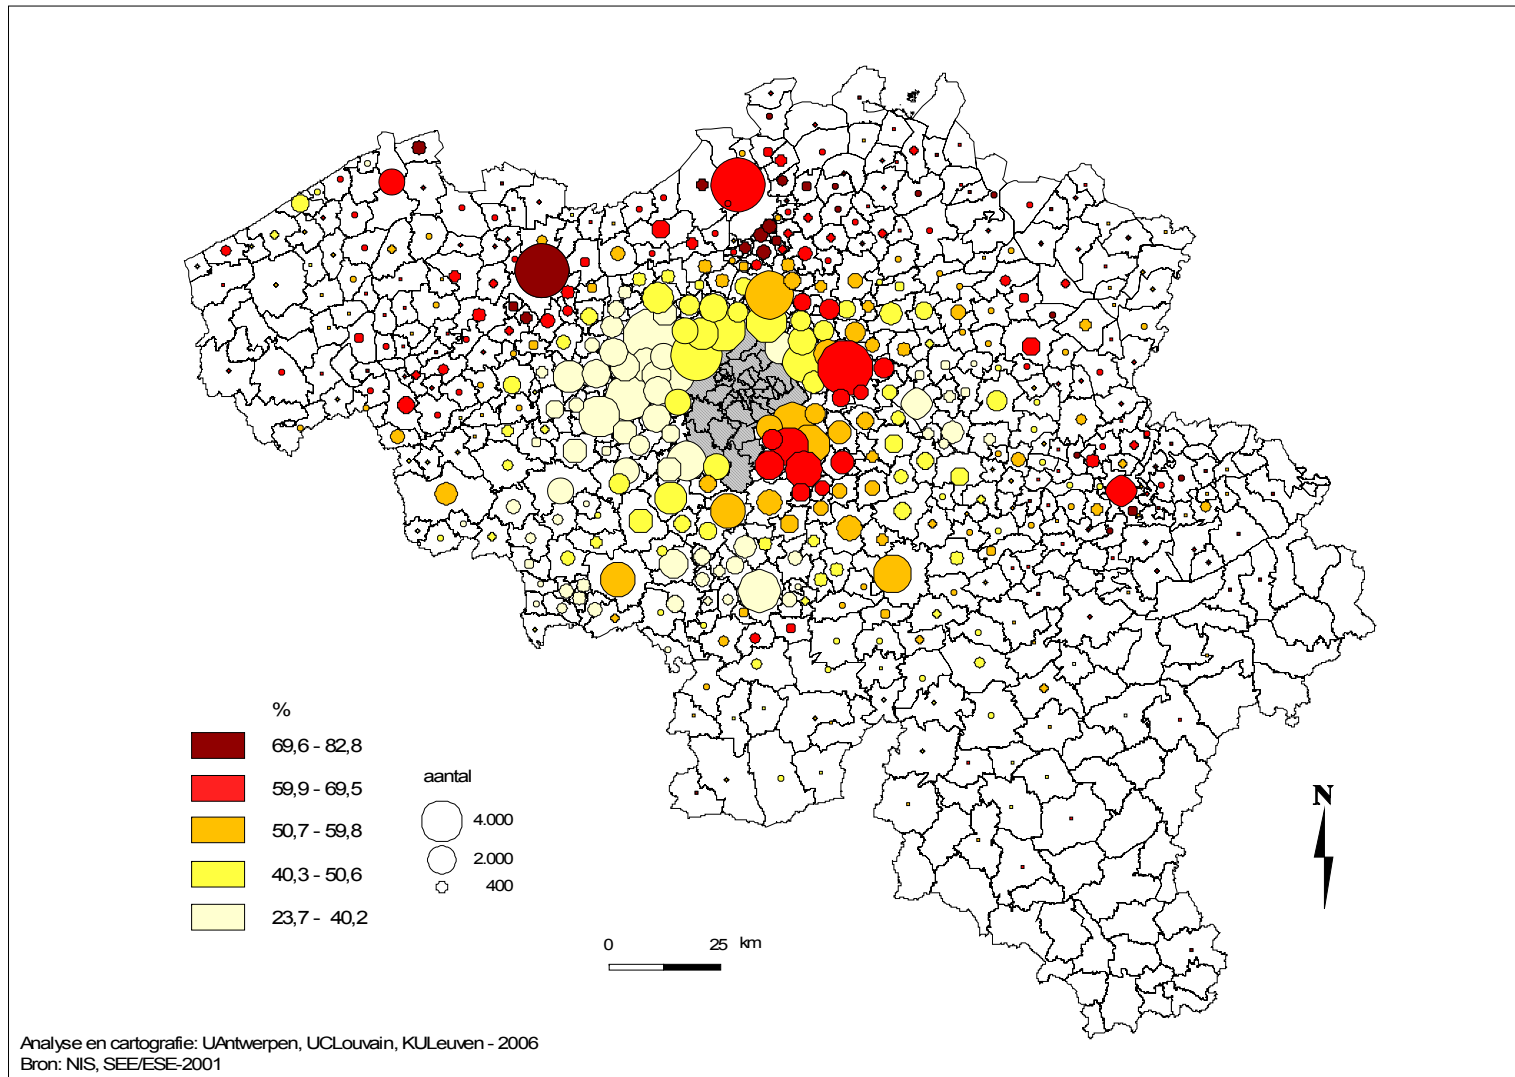 %
69,6 - 82,8
59,9 - 69,5
50,7 - 59,8
40,3 - 50,6
23,7 - 40,2
aantal
4.000
2.000
400
0 25 km
N
Analyse en cartografie: UAntwerpen, UCLouvain, KULeuven - 2006
Bron: NIS, SEE/ESE-2001